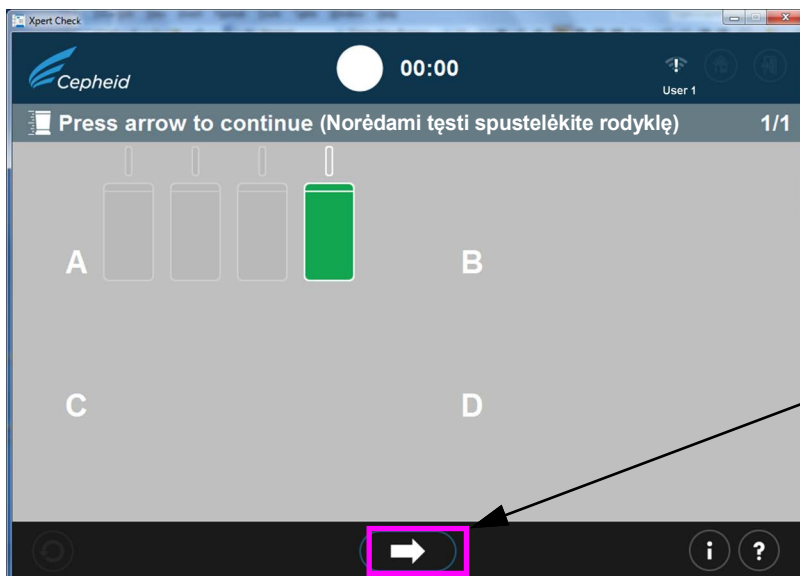 Xpert Check
Cepheid
00:00
User 1
Press arrow to continue (Norėdami tęsti spustelėkite rodyklę)
1/1
A
B
C
D
i
?